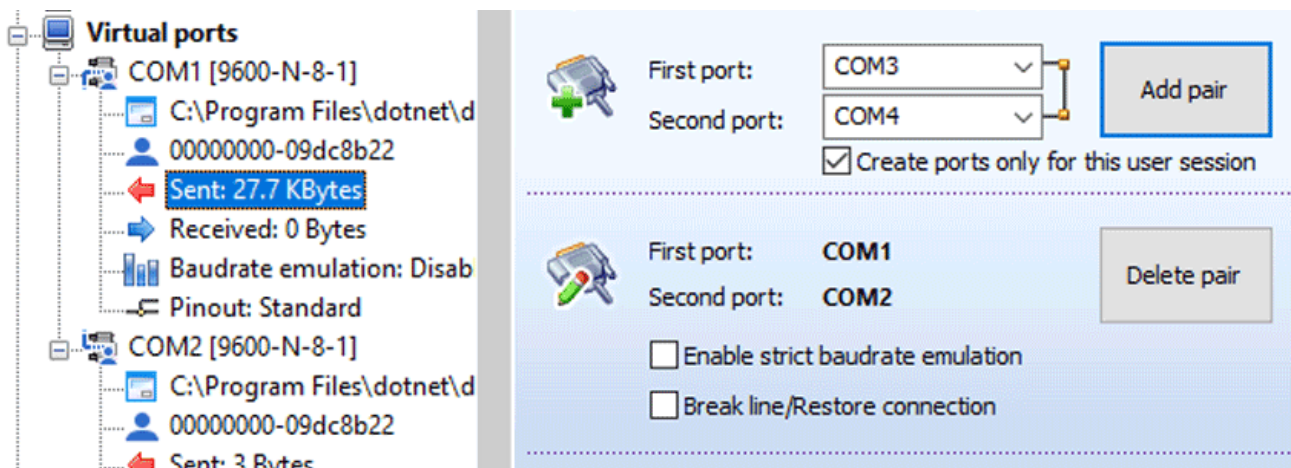 Virtual ports
COM1 [9600-N-8-1]
C:\Program Files\dotnet\d
00000000-09dc8b22
Sent: 27.7 KBytes
Received: 0 Bytes
Baudrate emulation: Disab
Pinout: Standard
COM2 [9600-N-8-1]
C:\Program Files\dotnet\d
00000000-09dc8b22
Sent: 3 Bytes
First port: COM3
Second port: COM4
Add pair
Create ports only for this user session
First port: COM1
Second port: COM2
Delete pair
Enable strict baudrate emulation
Break line/Restore connection